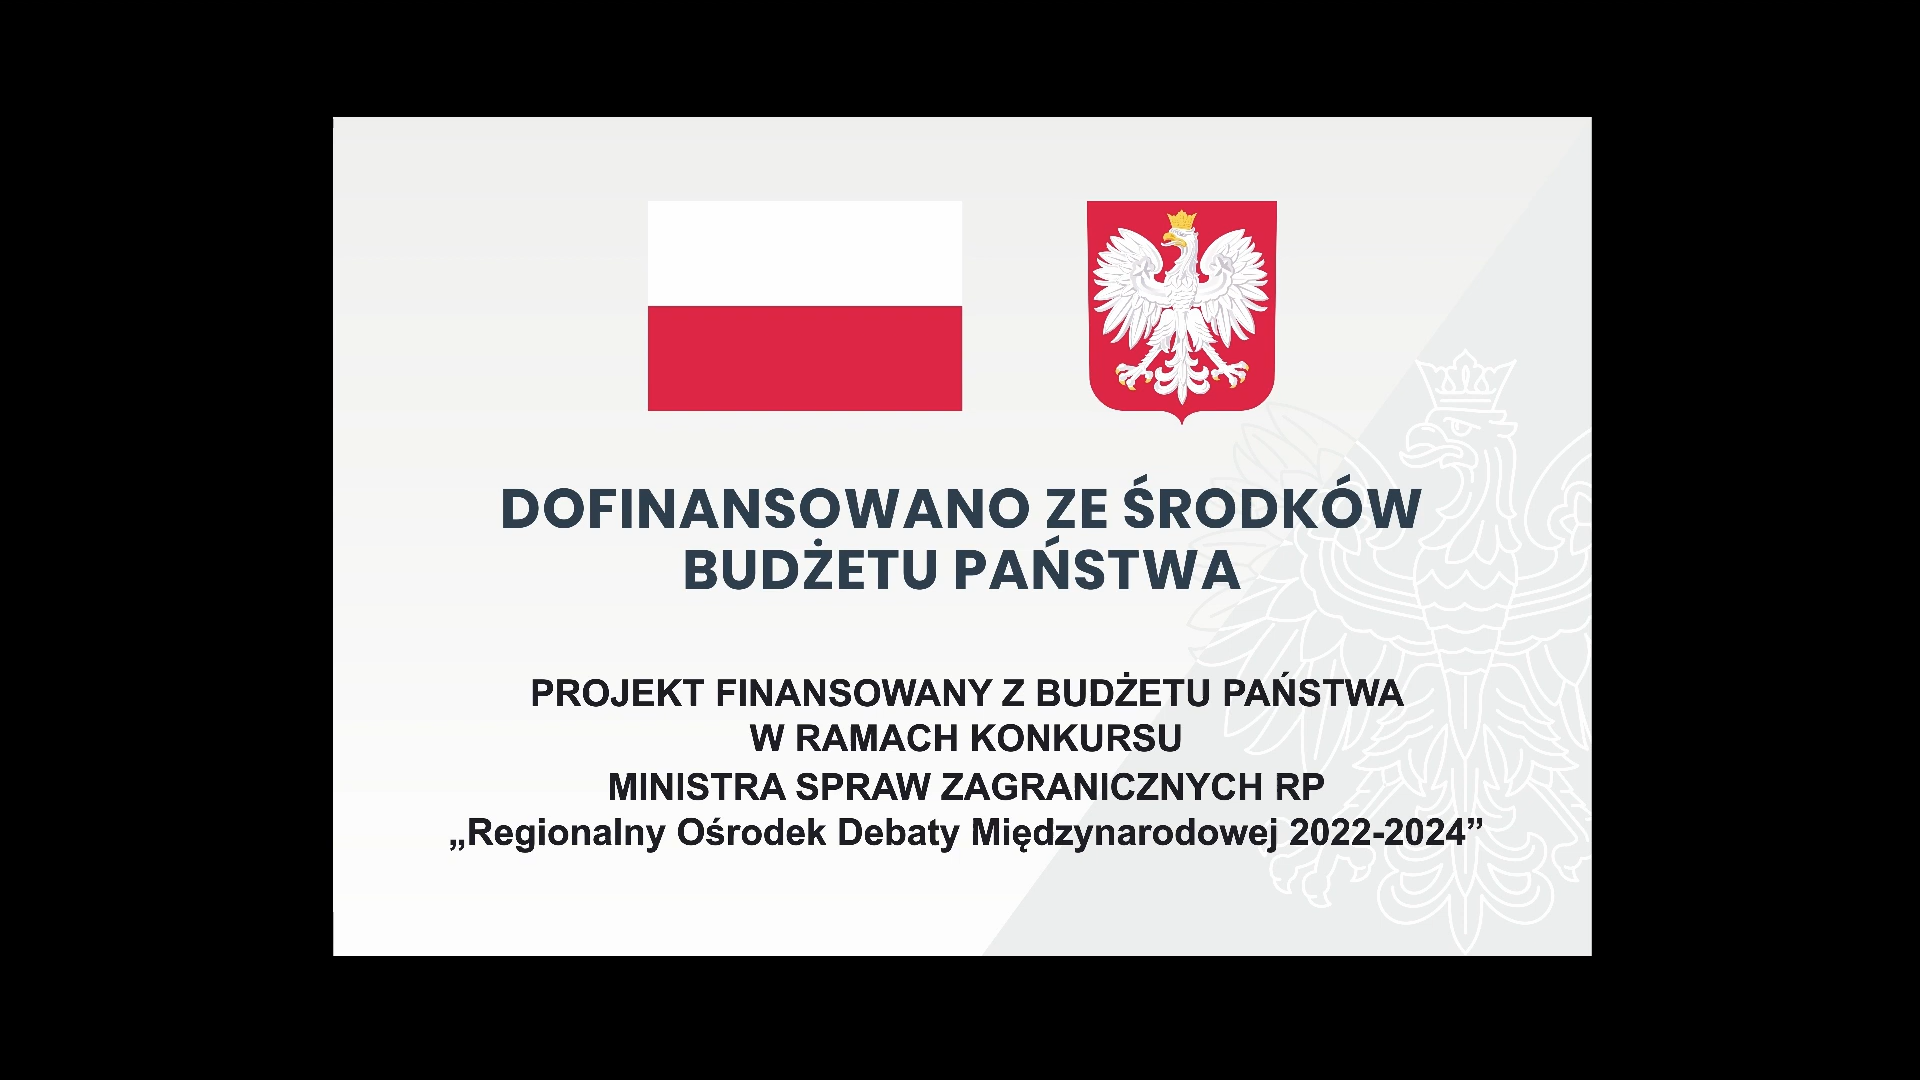 DOFINANSOWANO ZE ŚRODKÓW
BUDŻETU PAŃSTWA
PROJEKT FINANSOWANY Z BUDŻETU PAŃSTWA
W RAMACH KONKURSU
MINISTRA SPRAW ZAGRANICZNYCH RP
„Regionalny Ośrodek Debaty Międzynarodowej 2022-2024”